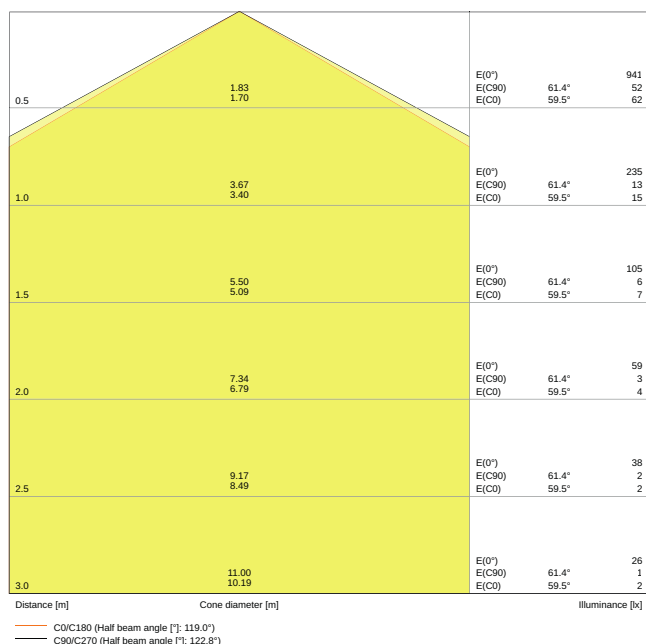 E(0°) 941
1.83 E(C90) 61.4° 52
0.5 1.70 E(C0) 59.5° 62
E(0°) 235
3.67 E(C90) 61.4° 13
1.0 3.40 E(C0) 59.5° 15
E(0°) 105
5.50 E(C90) 61.4° 6
1.5 5.09 E(C0) 59.5° 7
E(0°) 59
7.34 E(C90) 61.4° 3
2.0 6.79 E(C0) 59.5° 4
E(0°) 38
9.17 E(C90) 61.4° 2
2.5 8.49 E(C0) 59.5° 2
E(0°) 26
11.00 E(C90) 61.4° 1
3.0 10.19 E(C0) 59.5° 2
Distance [m] Cone diameter [m] Illuminance [lx]
C0/C180 (Half beam angle [°]: 119.0°)
C90/C270 (Half beam angle [°]: 122.8°)